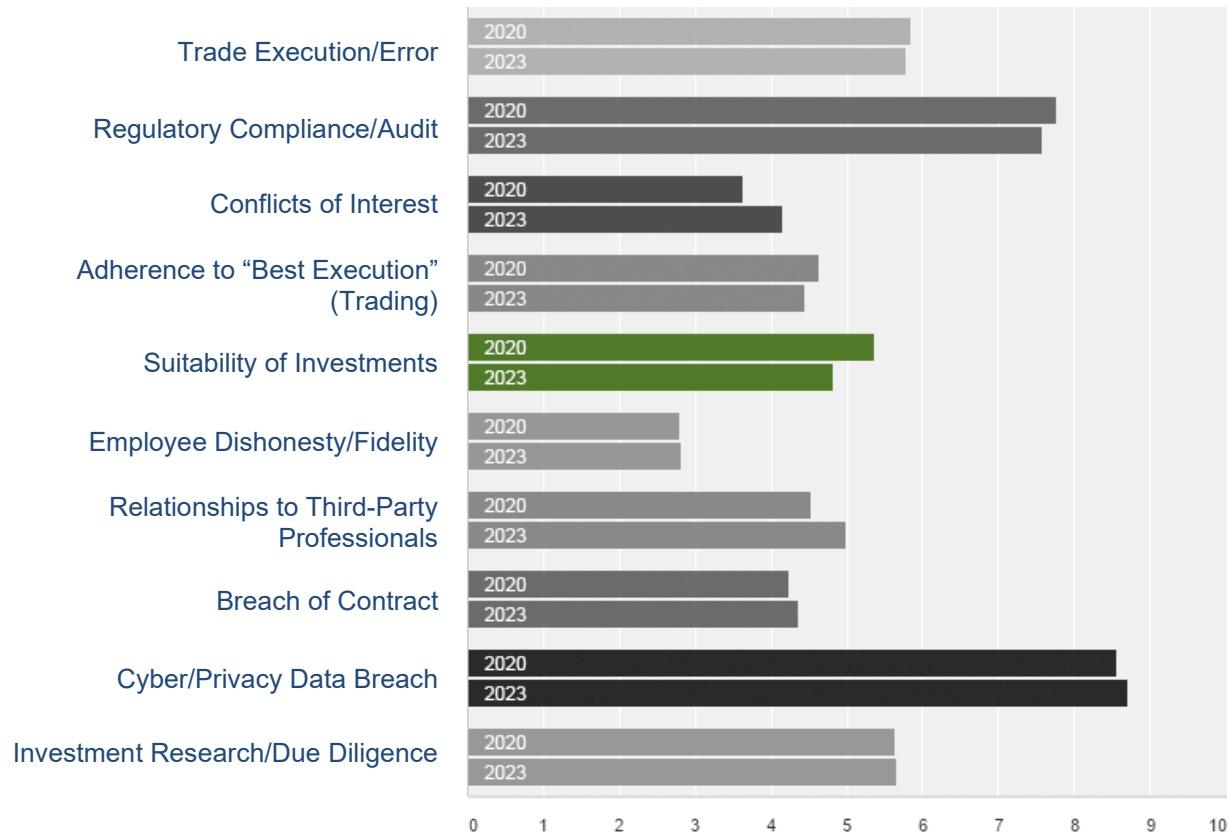 Trade Execution/Error
2020
2023
Regulatory Compliance/Audit
2020
2023
Conflicts of Interest
2020
2023
Adherence to “Best Execution”
(Trading)
2020
2023
Suitability of Investments
2020
2023
Employee Dishonesty/Fidelity
2020
2023
Relationships to Third-Party
Professionals
2020
2023
Breach of Contract
2020
2023
Cyber/Privacy Data Breach
2020
2023
Investment Research/Due Diligence
2020
2023
0 1 2 3 4 5 6 7 8 9 10